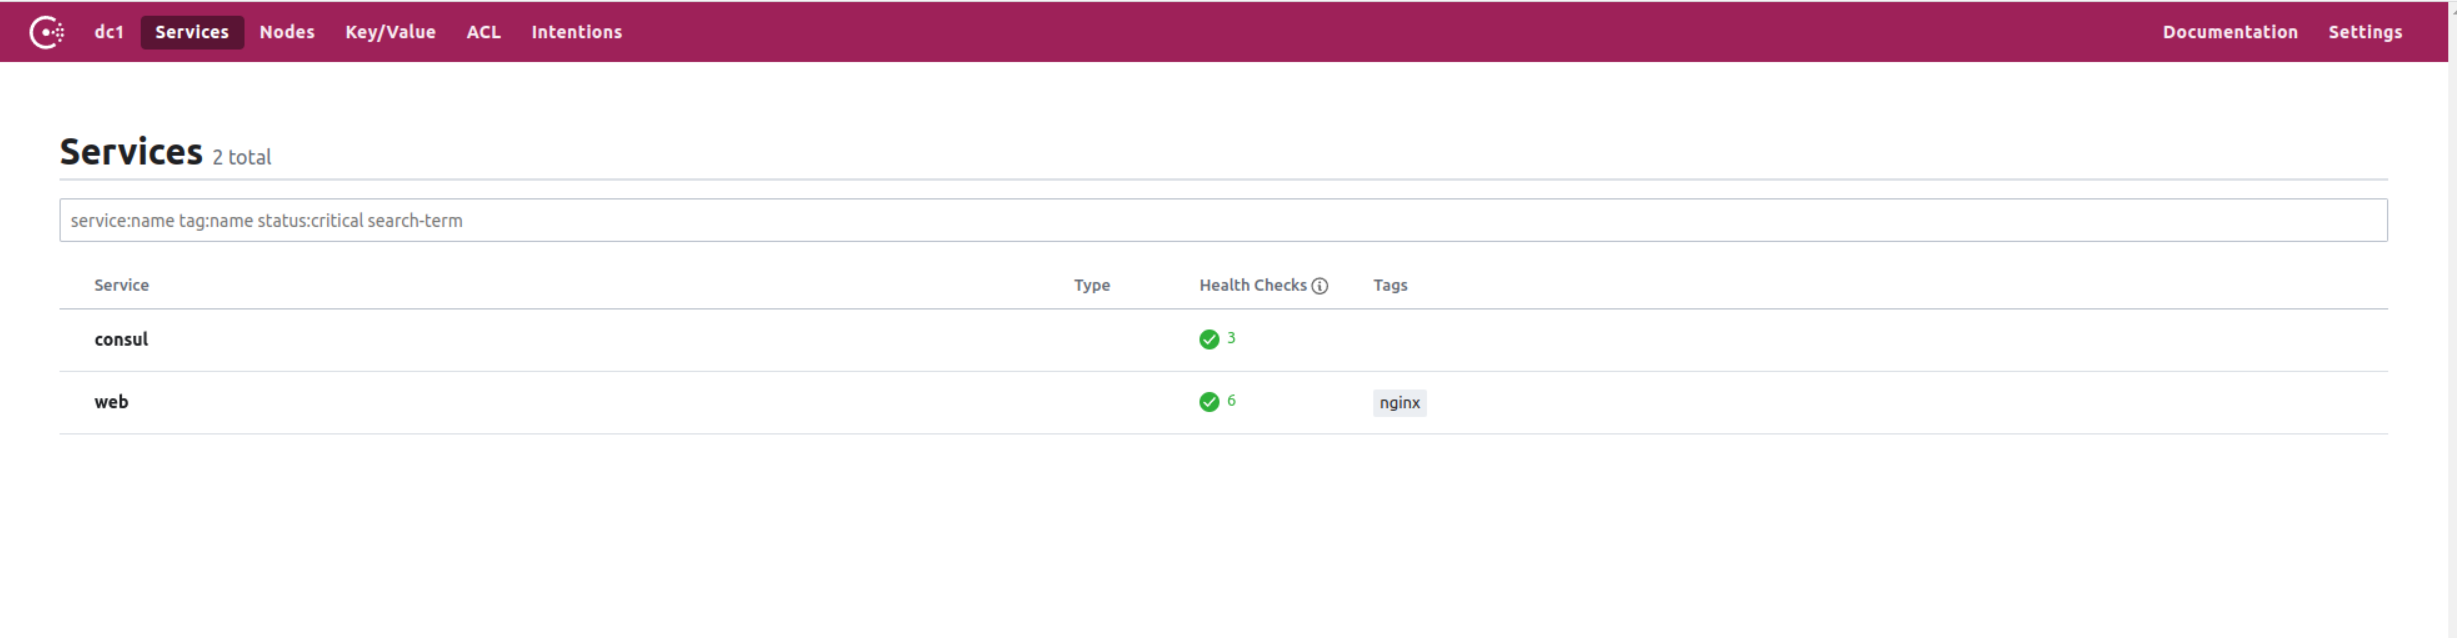 dc1 Services Nodes Key/Value ACL Intentions Documentation Settings
Services 2 total
service:name tag:name status:critical search-term
Service Type Health Checks Tags
consul 3
web 6 nginx